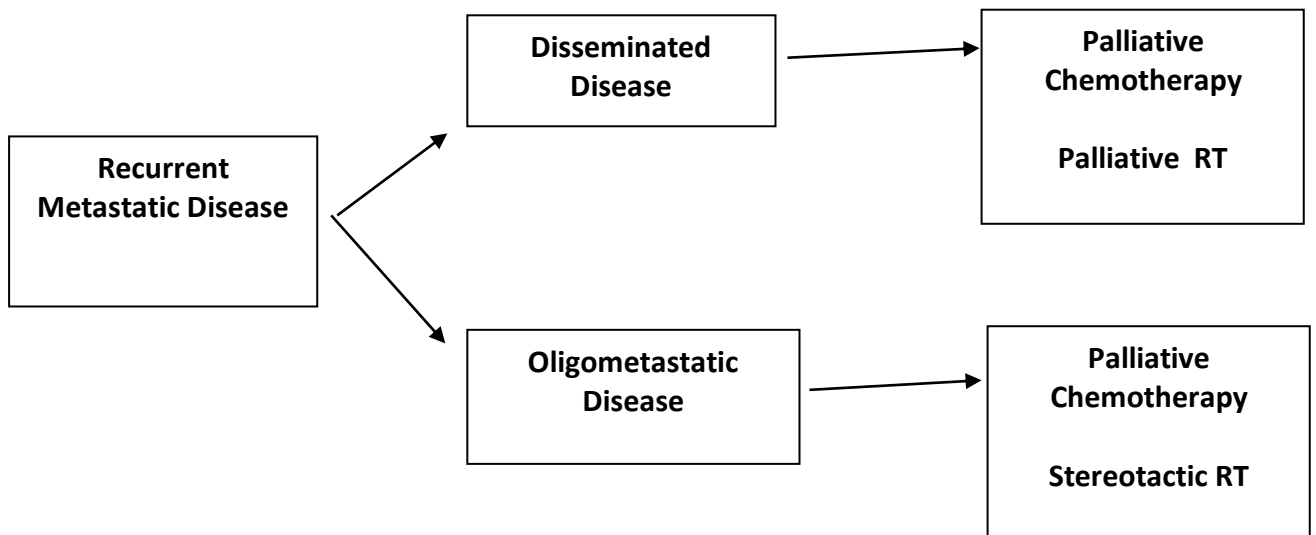 Recurrent
Metastatic Disease
Disseminated
Disease
Palliative
Chemotherapy
Palliative RT
Oligometastatic
Disease
Palliative
Chemotherapy
Stereotactic RT